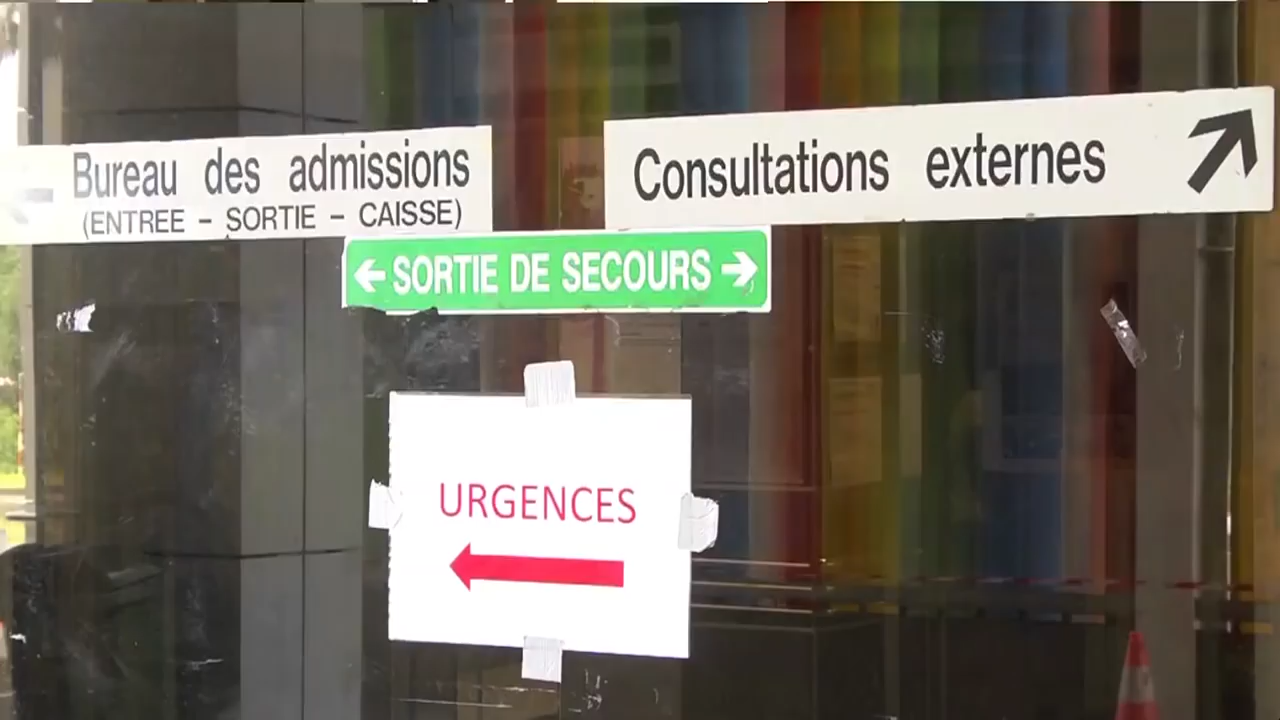 Bureau des admissions
(ENTREE – SORTIE – CAISSE)
Consultations externes
SORTIE DE SECOURS
URGENCES